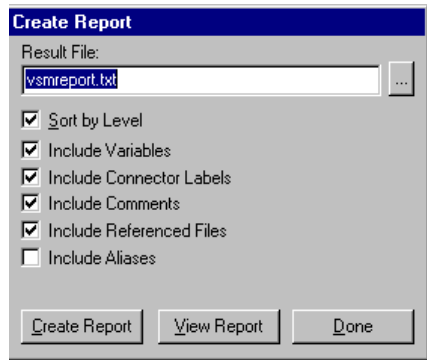 Create Report
Result File:
vsmreport.txt
...
Sort by Level
Include Variables
Include Connector Labels
Include Comments
Include Referenced Files
Include Aliases
Create Report View Report Done